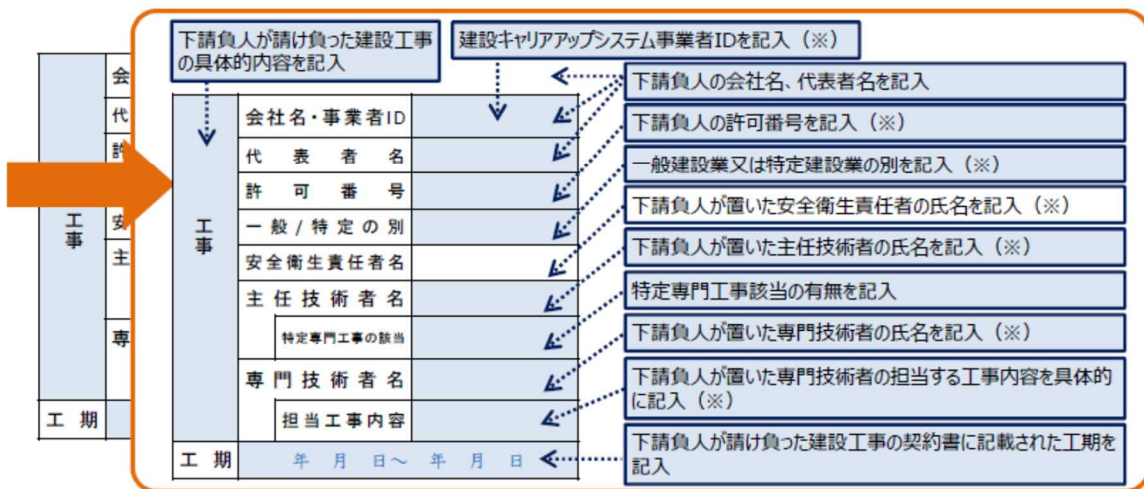 下請負人が請け負った建設工事
の具体的内容を記入
建設キャリアアップシステム事業者IDを記入（※）
会
代
許
工事
安
主
専
工 期
工事
会社名・事業者ID
代表者名
許可番号
一般/特定の別
安全衛生責任者名
主任技術者名
特定専門工事の該当
専門技術者名
担当工事内容
工 期
年 月 日～ 年 月 日
下請負人の会社名、代表者名を記入
下請負人の許可番号を記入（※）
一般建設業又は特定建設業の別を記入（※）
下請負人が置いた安全衛生責任者の氏名を記入（※）
下請負人が置いた主任技術者の氏名を記入（※）
特定専門工事該当の有無を記入
下請負人が置いた専門技術者の氏名を記入（※）
下請負人が置いた専門技術者の担当する工事内容を具体的
に記入（※）
下請負人が請け負った建設工事の契約書に記載された工期を
記入